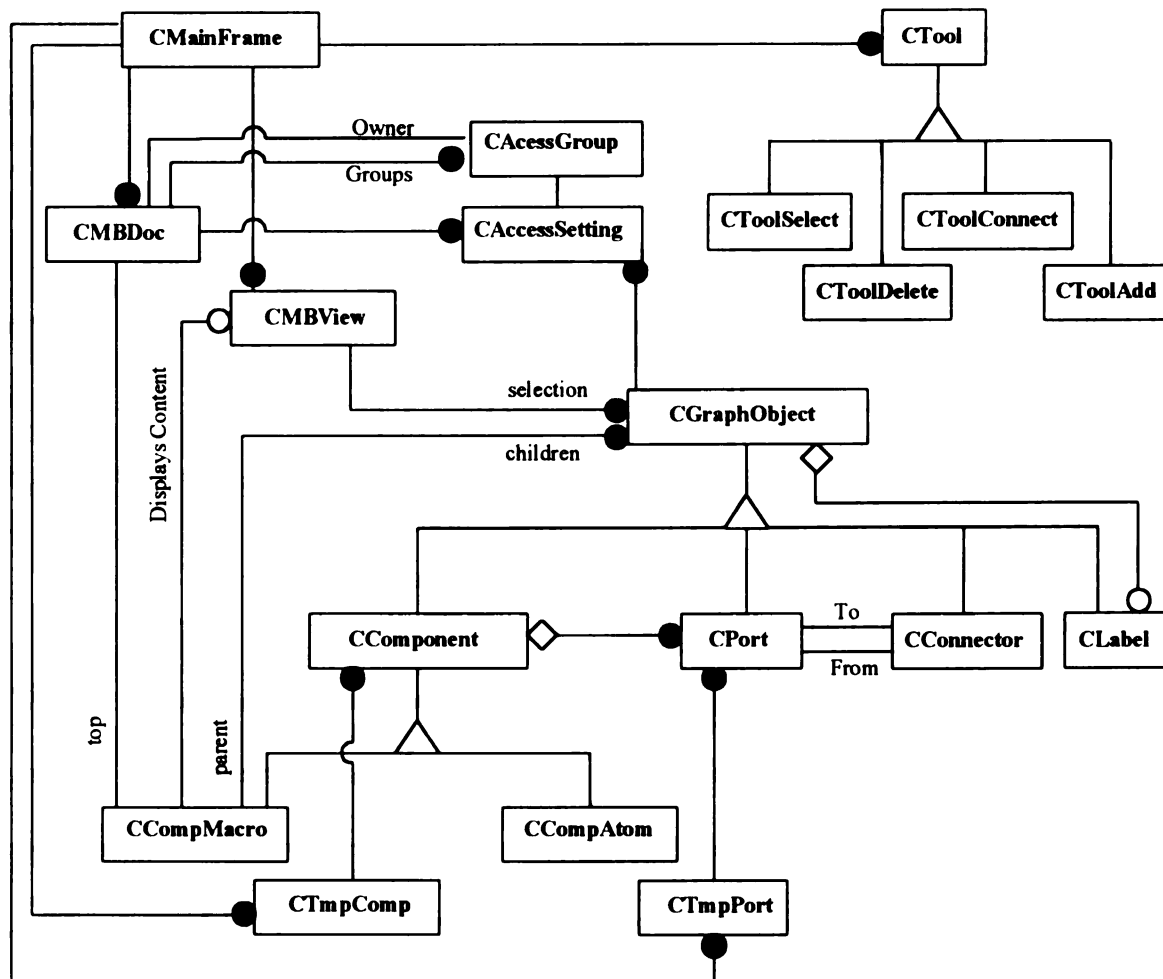 CMainFrame
CTool
Owner
CAcessGroup
Groups
CToolSelect
CToolConnect
CMBDoc
CAccessSetting
CToolDelete
CToolAdd
CMBView
selection
CGraphObject
Displays Content
children
CComponent
CPort
To
From
CConnector
CLabel
top
parent
CCompMacro
CCompAtom
CTmpComp
CTmpPort